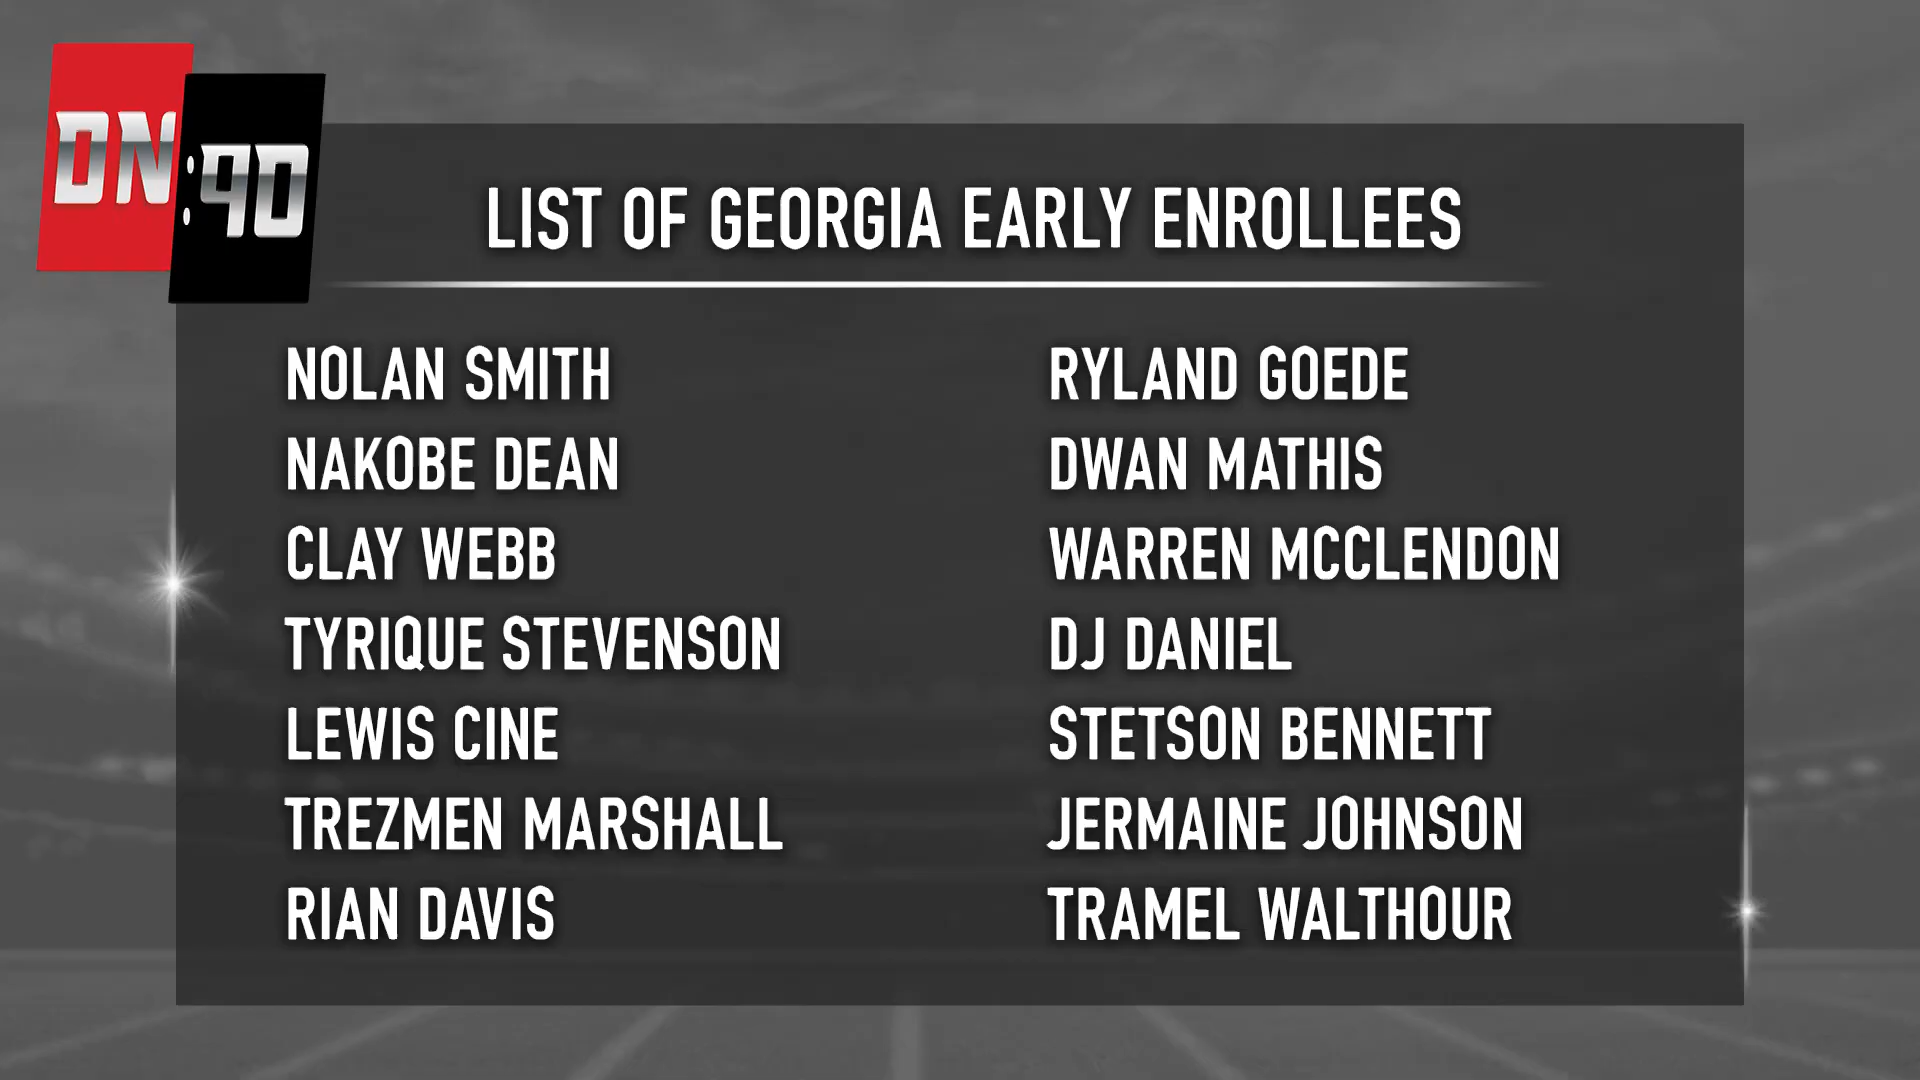 DN
:90
LIST OF GEORGIA EARLY ENROLLEES
NOLAN SMITH
NAKOBE DEAN
CLAY WEBB
TYRIQUE STEVENSON
LEWIS CINE
TREZMEN MARSHALL
RIAN DAVIS
RYLAND GOEDE
DWAN MATHIS
WARREN MCCLENDON
DJ DANIEL
STETSON BENNETT
JERMAINE JOHNSON
TRAMEL WALTHOUR